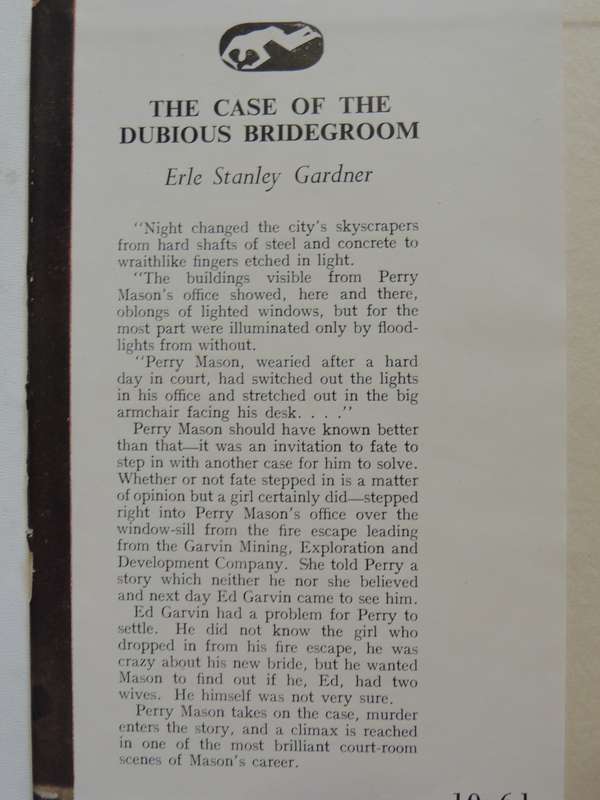 THE CASE OF THE
DUBIOUS BRIDEGROOM
Erle Stanley Gardner
"Night changed the city's skyscrapers
from hard shafts of steel and concrete to
wraithlike fingers etched in light.
"The buildings visible from Perry
Mason's office showed, here and there,
oblongs of lighted windows, but for the
most part were illuminated only by flood-
lights from without.
"Perry Mason, wearied after a hard
day in court, had switched out the lights
in his office and stretched out in the big
armchair facing his desk. . . ."
Perry Mason should have known better
than that—it was an invitation to fate to
step in with another case for him to solve.
Whether or not fate stepped in is a matter
of opinion but a girl certainly did—stepped
right into Perry Mason's office over the
window-sill from the fire escape leading
from the Garvin Mining, Exploration and
Development Company. She told Perry a
story which neither he nor she believed
and next day Ed Garvin came to see him.
Ed Garvin had a problem for Perry to
settle. He did not know the girl who
dropped in from his fire escape, he was
crazy about his new bride, but he wanted
Mason to find out if he, Ed, had two
wives. He himself was not very sure.
Perry Mason takes on the case, murder
enters the story, and a climax is reached
in one of the most brilliant court-room
scenes of Mason's career.